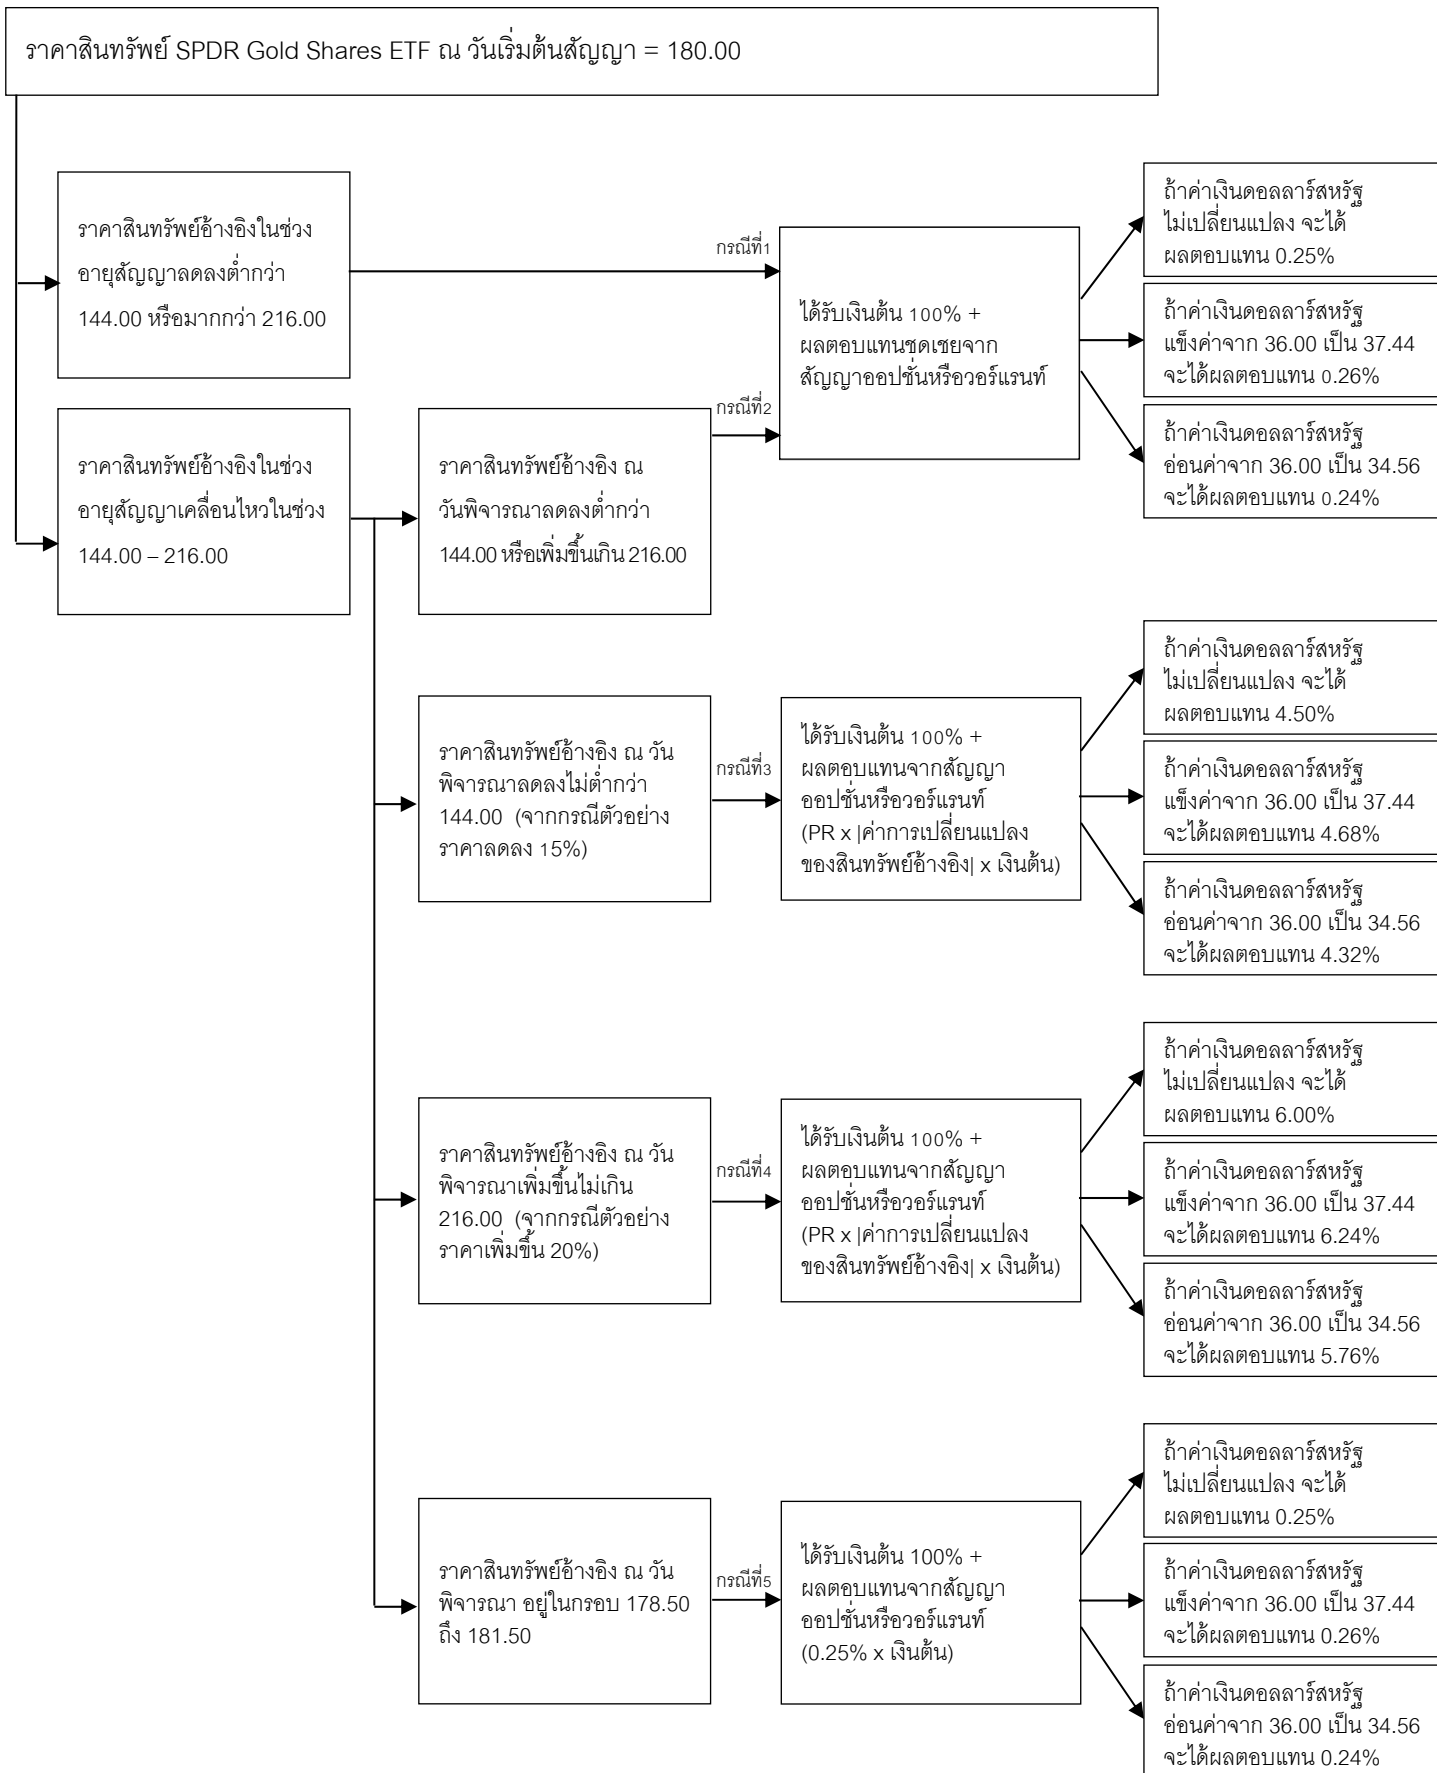 ราคาสินทรัพย์ SPDR Gold Shares ETF ณ วันเริ่มต้นสัญญา = 180.00
ราคาสินทรัพย์อ้างอิงในช่วง
อายุสัญญาลดลงต่ำกว่า
144.00 หรือมากกว่า 216.00
กรณีที่1
ได้รับเงินต้น 100% +
ผลตอบแทนชดเชยจาก
สัญญาออปชั่นหรือวอร์แรนท์
ถ้าค่าเงินดอลลาร์สหรัฐ
ไม่เปลี่ยนแปลง จะได้
ผลตอบแทน 0.25%
ถ้าค่าเงินดอลลาร์สหรัฐ
แข็งค่าจาก 36.00 เป็น 37.44
จะได้ผลตอบแทน 0.26%
ถ้าค่าเงินดอลลาร์สหรัฐ
อ่อนค่าจาก 36.00 เป็น 34.56
จะได้ผลตอบแทน 0.24%
ราคาสินทรัพย์อ้างอิงในช่วง
อายุสัญญาเคลื่อนไหวในช่วง
144.00 – 216.00
ราคาสินทรัพย์อ้างอิง ณ
วันพิจารณาลดลงต่ำกว่า
144.00 หรือเพิ่มขึ้นเกิน 216.00
กรณีที่2
ราคาสินทรัพย์อ้างอิง ณ วัน
พิจารณาลดลงไม่ต่ำกว่า
144.00 (จากกรณีตัวอย่าง
ราคาลดลง 15%)
กรณีที่3
ได้รับเงินต้น 100% +
ผลตอบแทนจากสัญญา
ออปชั่นหรือวอร์แรนท์
(PR x |ค่าการเปลี่ยนแปลง
ของสินทรัพย์อ้างอิง| x เงินต้น)
ถ้าค่าเงินดอลลาร์สหรัฐ
ไม่เปลี่ยนแปลง จะได้
ผลตอบแทน 4.50%
ถ้าค่าเงินดอลลาร์สหรัฐ
แข็งค่าจาก 36.00 เป็น 37.44
จะได้ผลตอบแทน 4.68%
ถ้าค่าเงินดอลลาร์สหรัฐ
อ่อนค่าจาก 36.00 เป็น 34.56
จะได้ผลตอบแทน 4.32%
ราคาสินทรัพย์อ้างอิง ณ วัน
พิจารณาเพิ่มขึ้นไม่เกิน
216.00 (จากกรณีตัวอย่าง
ราคาเพิ่มขึ้น 20%)
กรณีที่4
ได้รับเงินต้น 100% +
ผลตอบแทนจากสัญญา
ออปชั่นหรือวอร์แรนท์
(PR x |ค่าการเปลี่ยนแปลง
ของสินทรัพย์อ้างอิง| x เงินต้น)
ถ้าค่าเงินดอลลาร์สหรัฐ
ไม่เปลี่ยนแปลง จะได้
ผลตอบแทน 6.00%
ถ้าค่าเงินดอลลาร์สหรัฐ
แข็งค่าจาก 36.00 เป็น 37.44
จะได้ผลตอบแทน 6.24%
ถ้าค่าเงินดอลลาร์สหรัฐ
อ่อนค่าจาก 36.00 เป็น 34.56
จะได้ผลตอบแทน 5.76%
ราคาสินทรัพย์อ้างอิง ณ วัน
พิจารณา อยู่ในกรอบ 178.50
ถึง 181.50
กรณีที่5
ได้รับเงินต้น 100% +
ผลตอบแทนจากสัญญา
ออปชั่นหรือวอร์แรนท์
(0.25% x เงินต้น)
ถ้าค่าเงินดอลลาร์สหรัฐ
ไม่เปลี่ยนแปลง จะได้
ผลตอบแทน 0.25%
ถ้าค่าเงินดอลลาร์สหรัฐ
แข็งค่าจาก 36.00 เป็น 37.44
จะได้ผลตอบแทน 0.26%
ถ้าค่าเงินดอลลาร์สหรัฐ
อ่อนค่าจาก 36.00 เป็น 34.56
จะได้ผลตอบแทน 0.24%